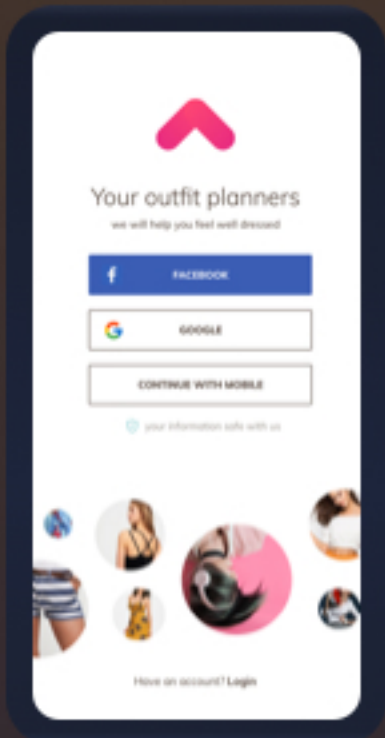 Your outfit planners
we will help you feel well dressed
FACEBOOK
GOOGLE
CONTINUE WITH MOBILE
your information safe with us
Have an account? Login